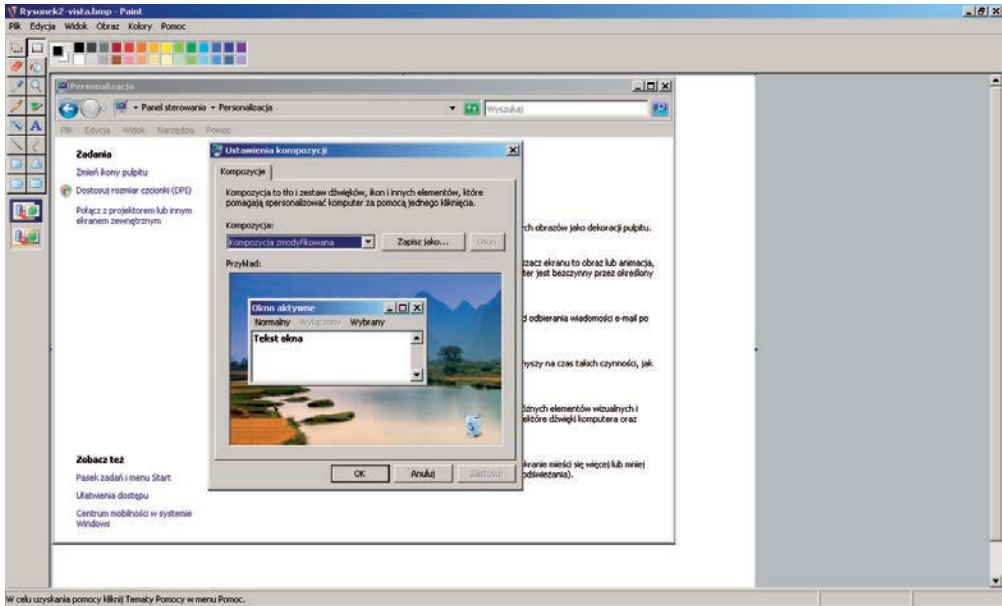 Rysunek2-vista.bmp - Paint
Plik Edycja Widok Obraz Kolory Pomoc
Personalizacja
Panel sterowania Personalizacja
Wyszukaj
Plik Edycja Widok Narzędzia Pomoc
Zadania
Zmień ikony pulpitu
Dostosuj rozmiar czcionki (DPI)
Połącz z projektorem lub innym
ekranem zewnętrznym
Ustawienia kompozycji
Kompozycje
Kompozycja to tło i zestaw dźwięków, ikon i innych elementów, które
pomagają spersonalizować komputer za pomocą jednego kliknięcia.
Kompozycja:
Kompozycja zmodyfikowana
Zapisz jako...
Usuń
Przykład:
Okno aktywne
Normalny Wyłączony Wybrany
Tekst okna
OK
Anuluj
Zastosuj
ch obrazów jako dekoracji pulpitu.
zacz ekranu to obraz lub animacja,
ter jest bezczynny przez określony
d odbierania wiadomości e-mail po
myszy na czas takich czynności, jak
óżnych elementów wizualnych i
ektóre dźwięki komputera oraz
kranie mieści się więcej lub mniej
odświeżania).
Zobacz też
Pasek zadań i menu Start
Ułatwienia dostępu
Centrum mobilności w systemie
Windows
W celu uzyskania pomocy kliknij Tematy Pomocy w menu Pomoc.